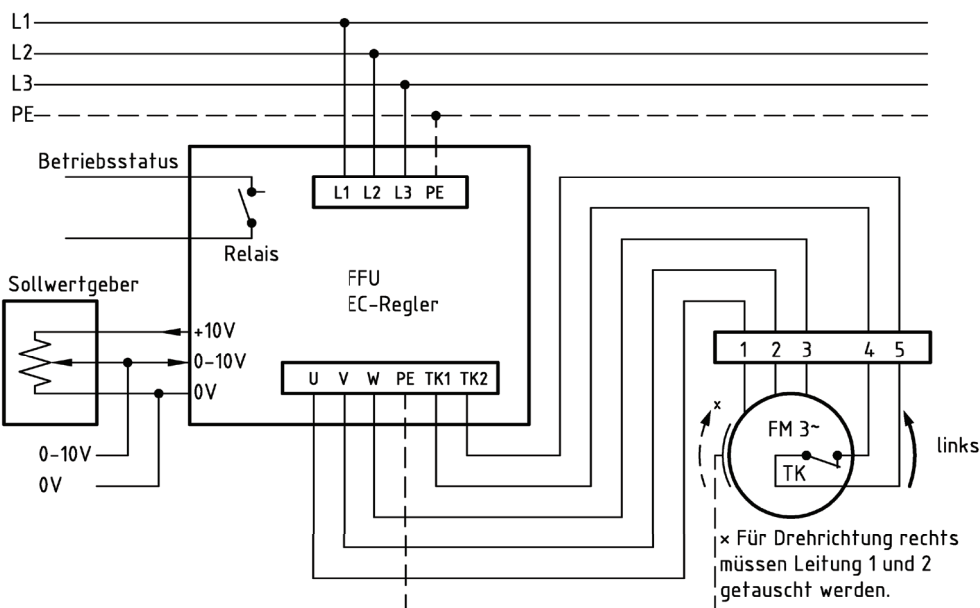 L1
L2
L3
PE
Betriebsstatus
L1 L2 L3 PE
Relais
FFU
EC-Regler
Sollwertgeber
+10V
0-10V
0V
U V W PE TK1 TK2
0-10V
0V
1 2 3 4 5
x
FM 3~
TK
links
x Für Drehrichtung rechts
müssen Leitung 1 und 2
getauscht werden.